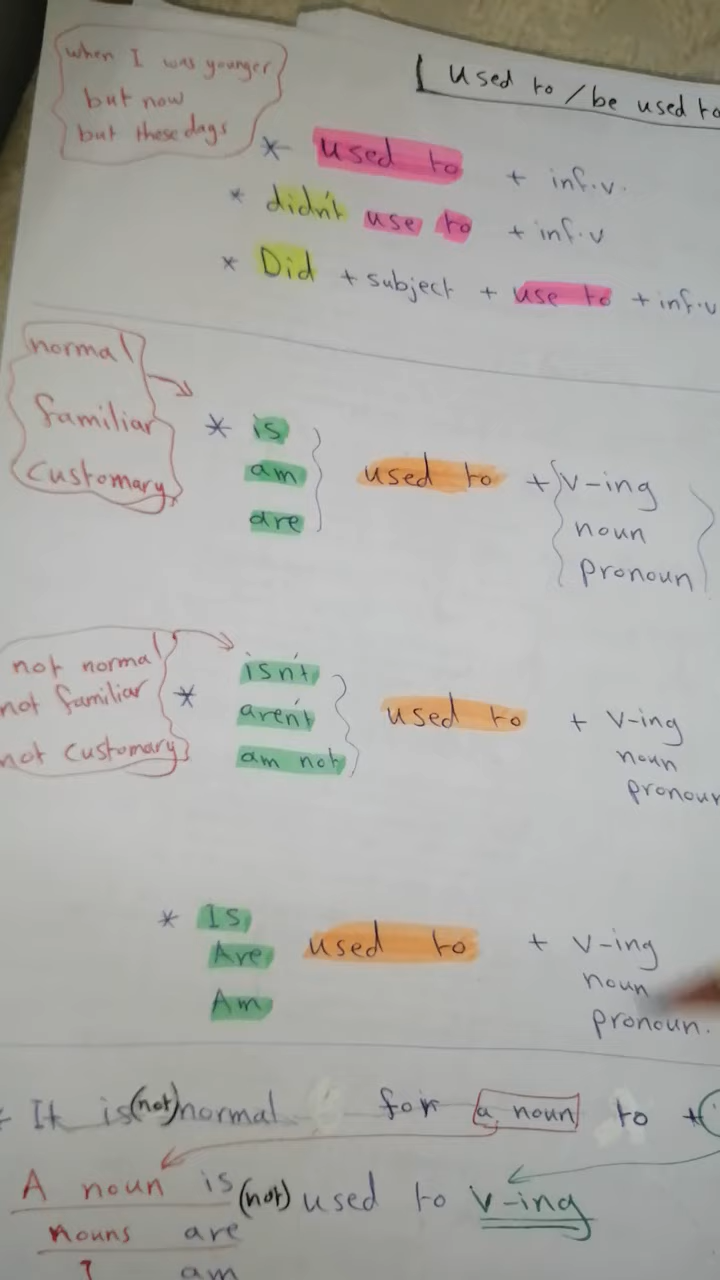 when I was younger
but now
but these days
used to / be used to
* used to + inf.v.
* didn't use to + inf.v
* Did + subject + use to + inf.v
normal
familiar
customary
* is
am
are
used to + v-ing
noun
pronoun
not normal
not familiar
not customary
* isn't
aren't
am not
used to + v-ing
noun
pronoun
* Is
Are
Am
used to + v-ing
noun
pronoun.
It is (not) normal for a noun to +
A noun is (not) used to v-ing
nouns are
I am